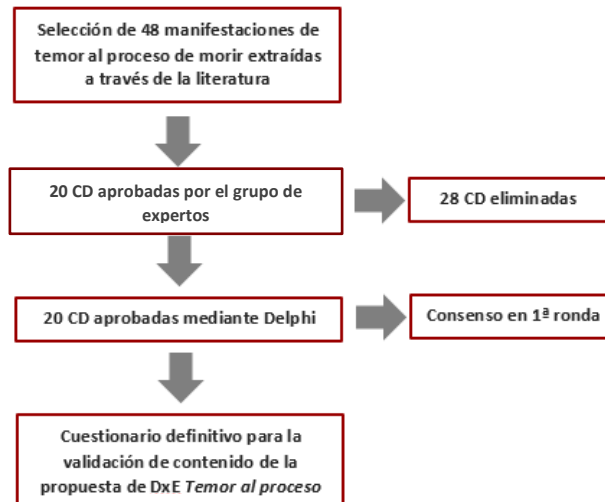 Selección de 48 manifestaciones de
temor al proceso de morir extraídas
a través de la literatura
20 CD aprobadas por el grupo de
expertos
28 CD eliminadas
20 CD aprobadas mediante Delphi
Consenso en 1ª ronda
Cuestionario definitivo para la
validación de contenido de la
propuesta de DxE Temor al proceso